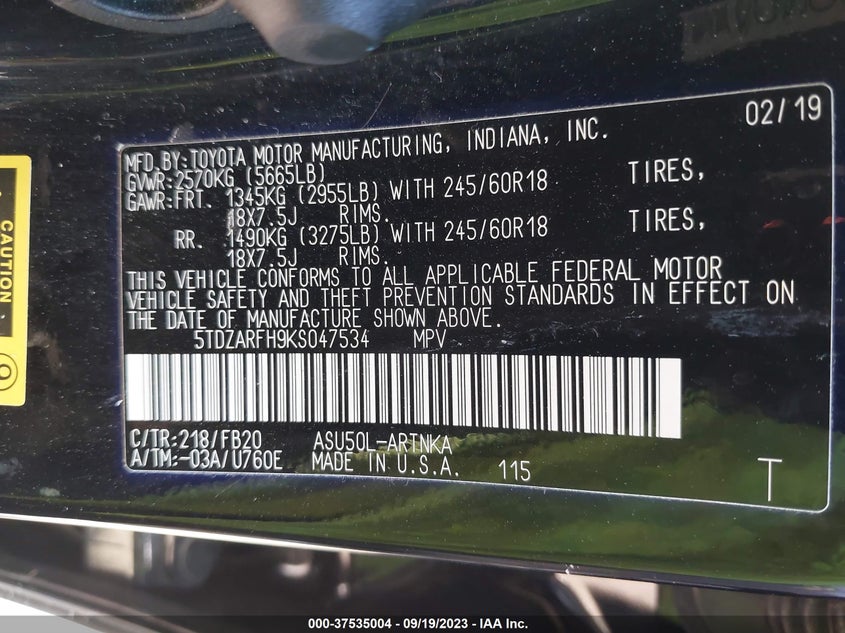 02/19
MFD.BY:TOYOTA MOTOR MANUFACTURING, INDIANA, INC.
GVWR:2570KG (5665LB)
GAWR:FRT. 1345KG (2955LB) WITH 245/60R18 TIRES,
18X7.5J RIMS.
RR. 1490KG (3275LB) WITH 245/60R18 TIRES,
18X7.5J RIMS.
THIS VEHICLE CONFORMS TO ALL APPLICABLE FEDERAL MOTOR
VEHICLE SAFETY AND THEFT PREVENTION STANDARDS IN EFFECT ON
THE DATE OF MANUFACTURE SHOWN ABOVE.
5TDZARFH9KS047534 MPV
C/TR:218/FB20 ASU50L-ARTNKA
A/TM:-03A/U760E MADE IN U.S.A. 115
T
CAUTION
000-37535004 - 09/19/2023 - IAA Inc.